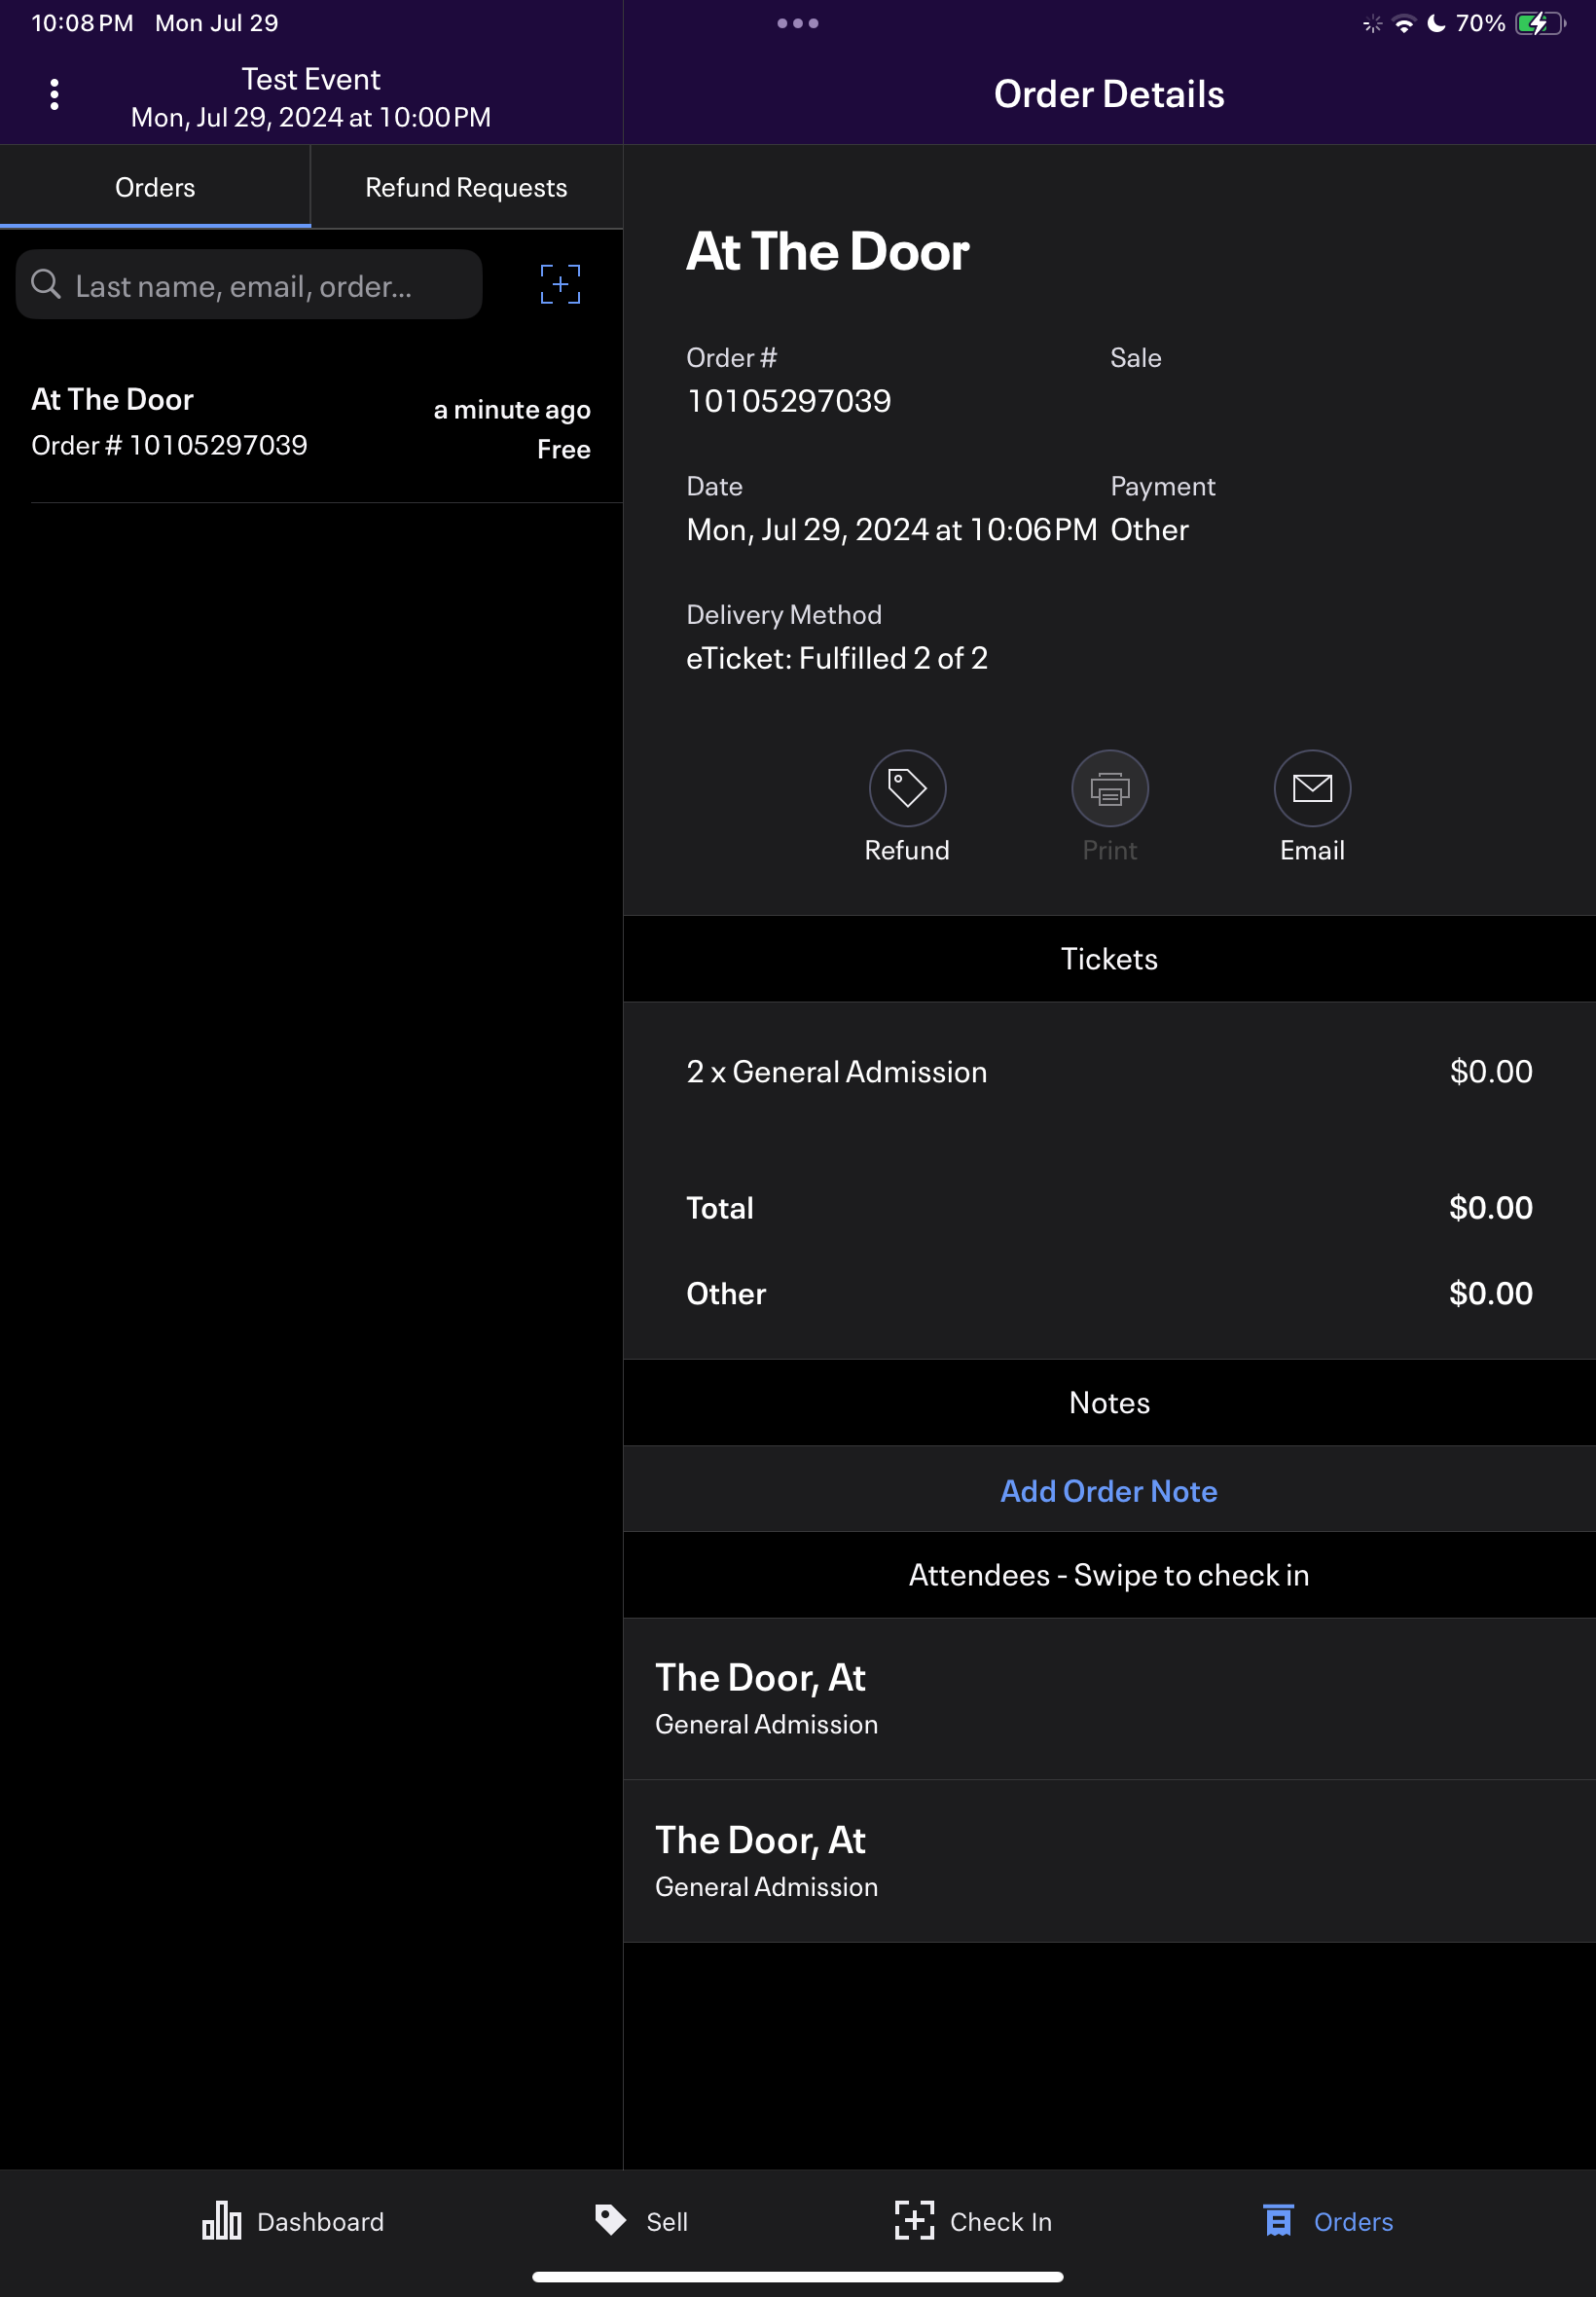 10:08 PM Mon Jul 29
70%
Test Event
Mon, Jul 29, 2024 at 10:00 PM
Orders
Refund Requests
Last name, email, order...
At The Door
a minute ago
Order # 10105297039
Free
Order Details
At The Door
Order #
Sale
10105297039
Date
Payment
Mon, Jul 29, 2024 at 10:06 PM
Other
Delivery Method
eTicket: Fulfilled 2 of 2
Refund
Print
Email
Tickets
2 x General Admission
$0.00
Total
$0.00
Other
$0.00
Notes
Add Order Note
Attendees - Swipe to check in
The Door, At
General Admission
The Door, At
General Admission
Dashboard
Sell
Check In
Orders